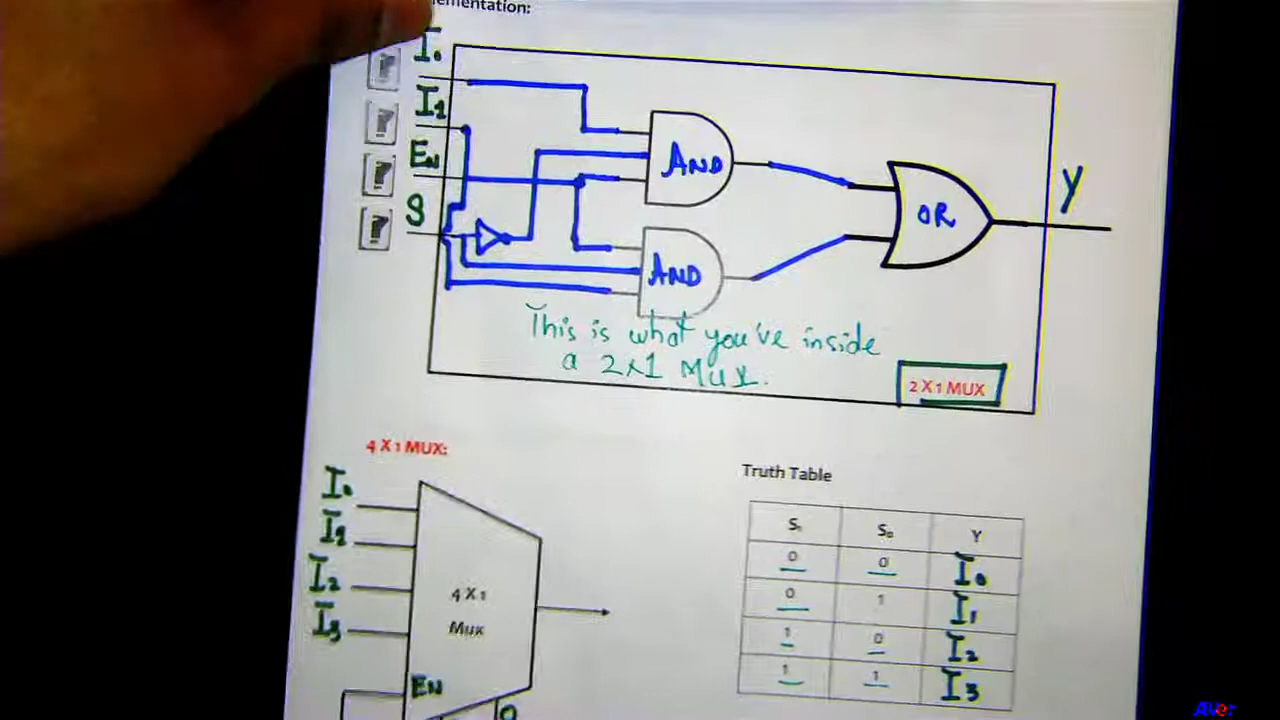 ementation:
I₀
I₁
EN
S
AND
AND
OR
Y
This is what you've inside
a 2x1 MUX.
2 X 1 MUX
4 X 1 MUX:
I₀
I₁
I₂
I₃
4 X 1
Mux
EN
Truth Table
S₁ S₀ Y
0 0 I₀
0 1 I₁
1 0 I₂
1 1 I₃
AVer